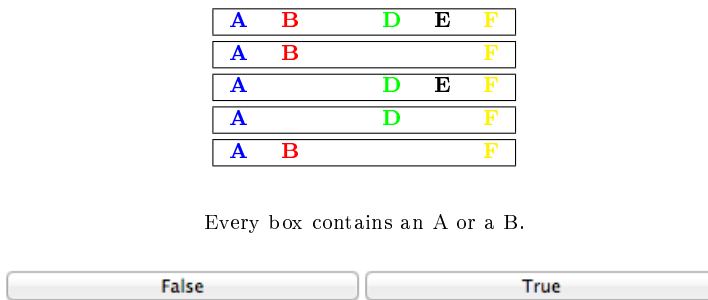 A B D E F
A B F
A D E F
A D F
A B F
Every box contains an A or a B.
False True